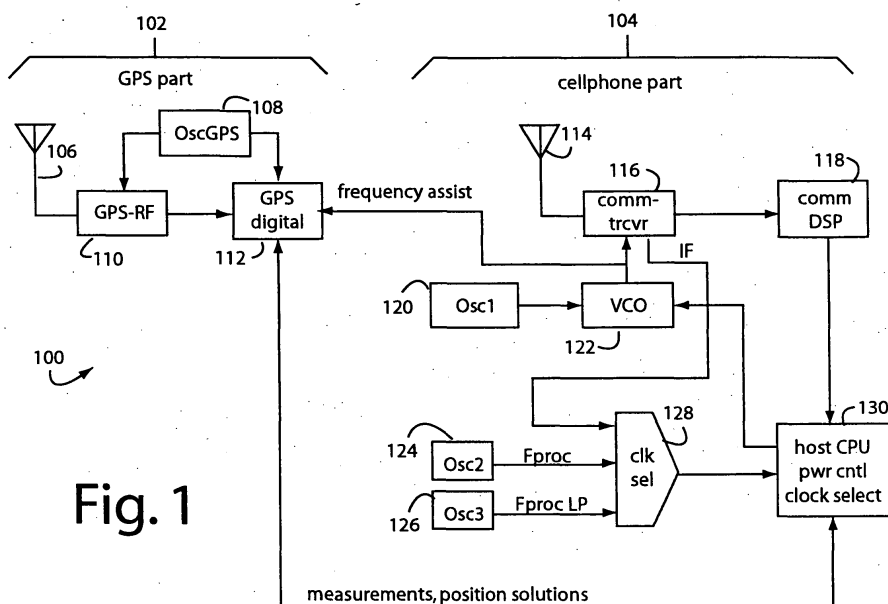 102
104
GPS part
cellphone part
108
OscGPS
106
114
116
118
GPS-RF
GPS
digital
frequency assist
comm-
trcvr
comm
DSP
110
112
IF
120
Osc1
VCO
122
100
130
128
124
Osc2
Fproc
clk
sel
host CPU
pwr cntl
clock select
126
Osc3
Fproc LP
Fig. 1
measurements, position solutions